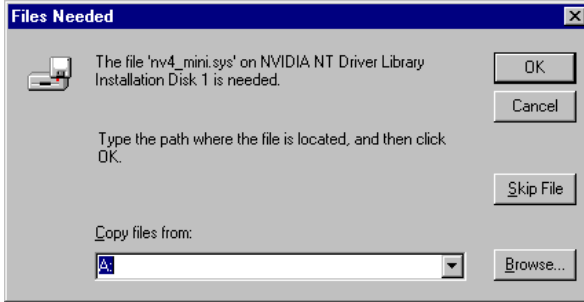 Files Needed
The file 'nv4_mini.sys' on NVIDIA NT Driver Library
Installation Disk 1 is needed.
OK
Cancel
Type the path where the file is located, and then click
OK.
Skip File
Copy files from:
A:
Browse...